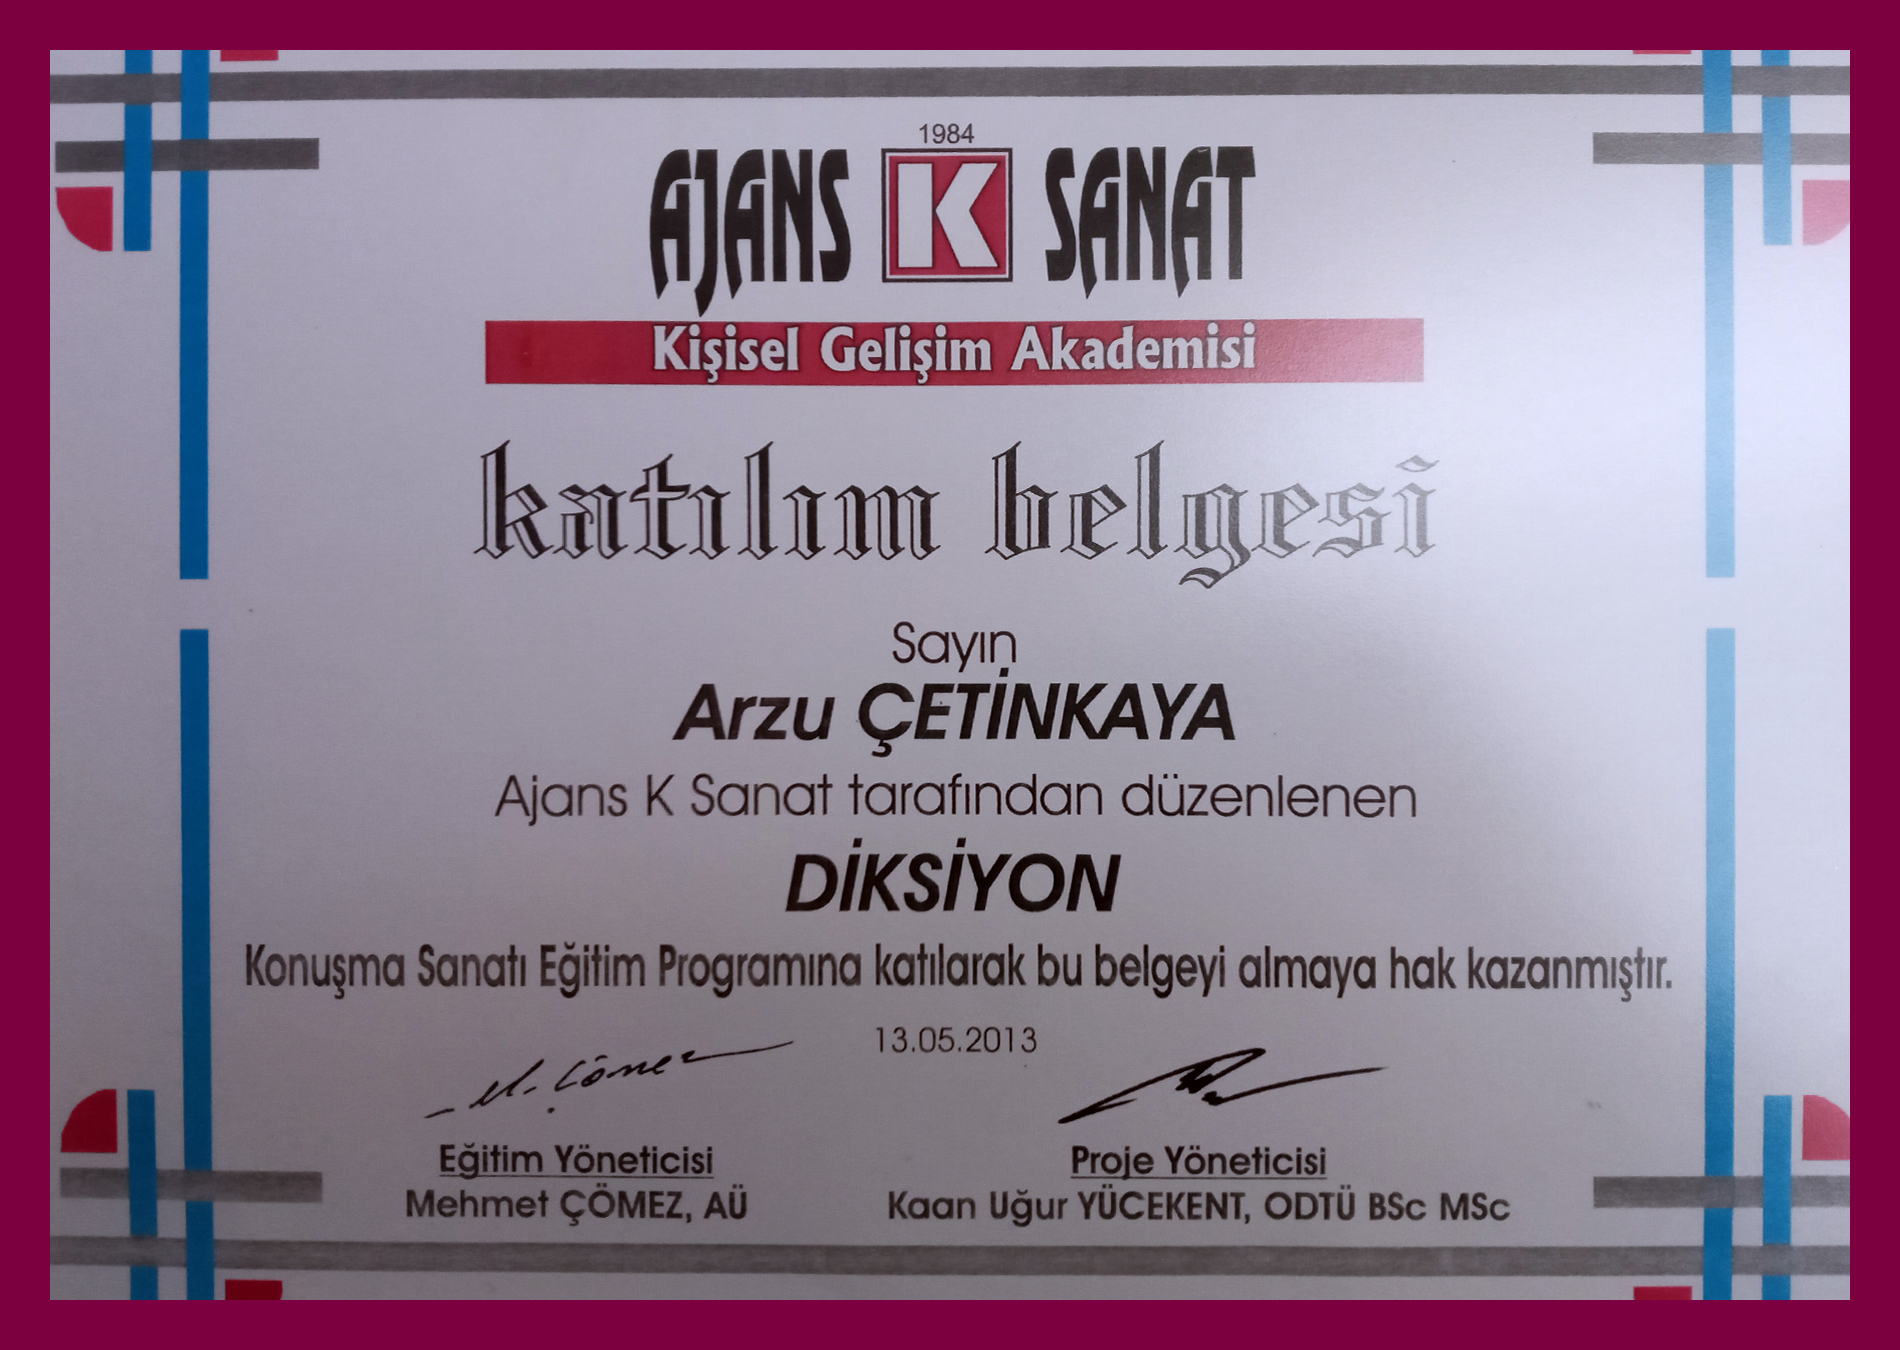 1984
AJANS K SANAT
Kişisel Gelişim Akademisi
katılım belgesi
Sayın
Arzu ÇETİNKAYA
Ajans K Sanat tarafından düzenlenen
DİKSİYON
Konuşma Sanatı Eğitim Programına katılarak bu belgeyi almaya hak kazanmıştır.
13.05.2013
M. Çömez
Eğitim Yöneticisi
Mehmet ÇÖMEZ, AÜ
Proje Yöneticisi
Kaan Uğur YÜCEKENT, ODTÜ BSc MSc